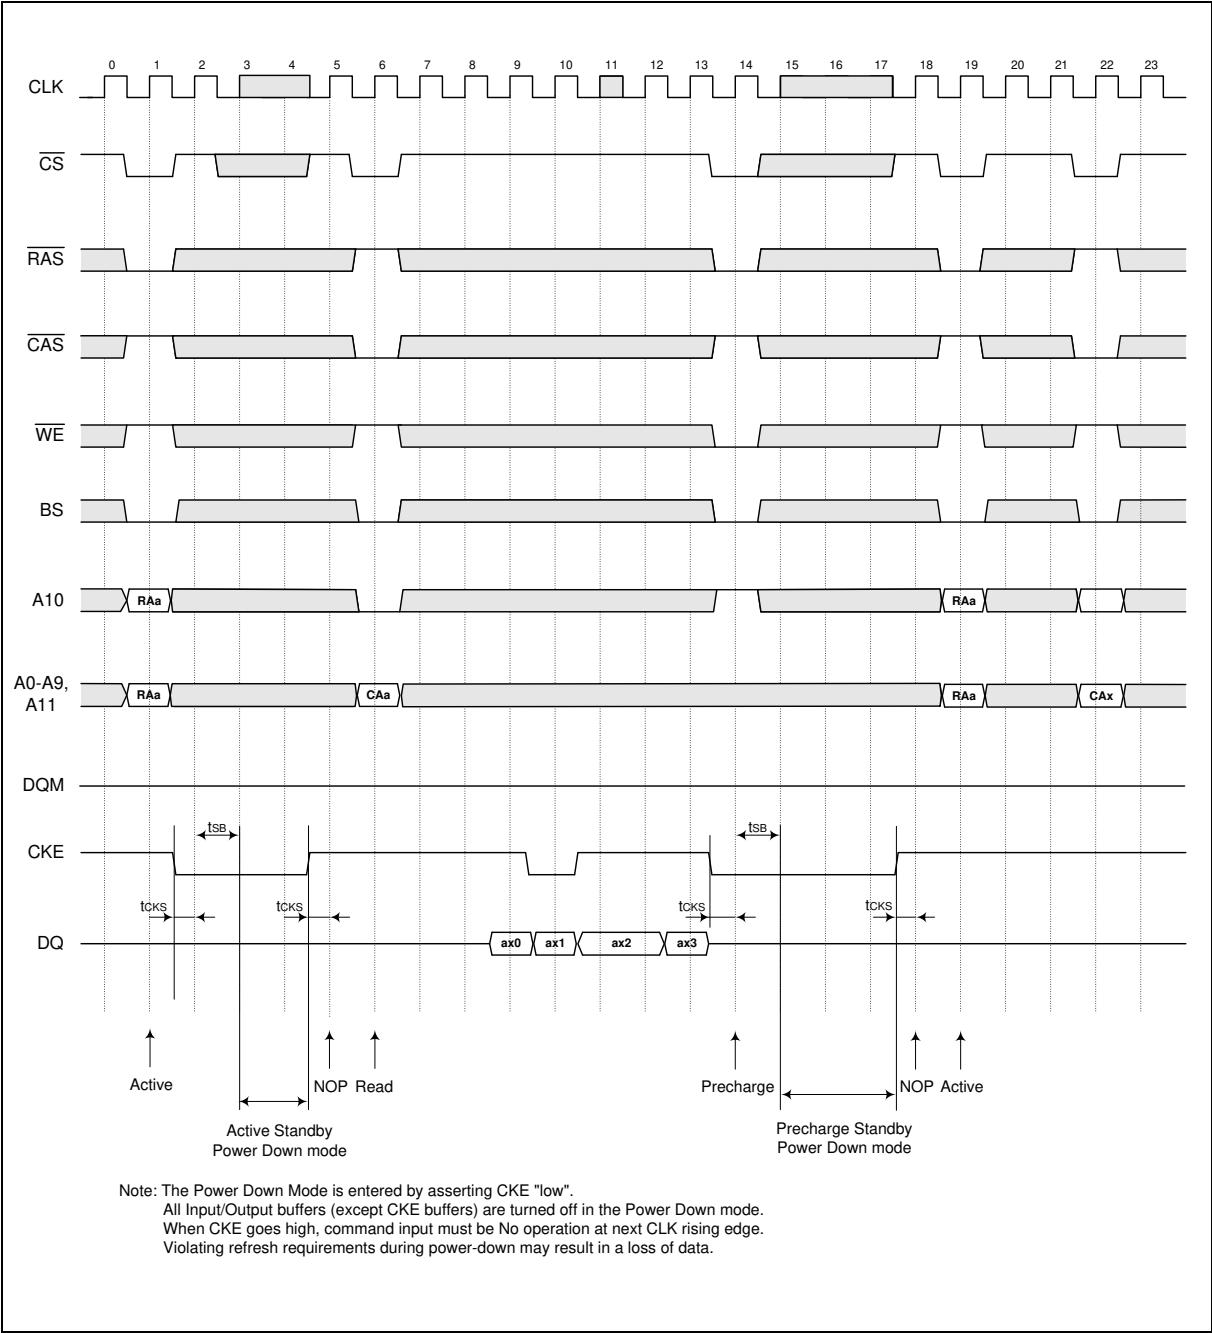 0 1 2 3 4 5 6 7 8 9 10 11 12 13 14 15 16 17 18 19 20 21 22 23
CLK
CS
RAS
CAS
WE
BS
A10 RAa RAa
A0-A9,
A11 RAa CAa RAa CAx
DQM
tSB tSB
CKE
tCKS tCKS tCKS tCKS
DQ ax0 ax1 ax2 ax3
Active NOP Read Precharge NOP Active
Active Standby
Power Down mode
Precharge Standby
Power Down mode
Note: The Power Down Mode is entered by asserting CKE "low".
All Input/Output buffers (except CKE buffers) are turned off in the Power Down mode.
When CKE goes high, command input must be No operation at next CLK rising edge.
Violating refresh requirements during power-down may result in a loss of data.